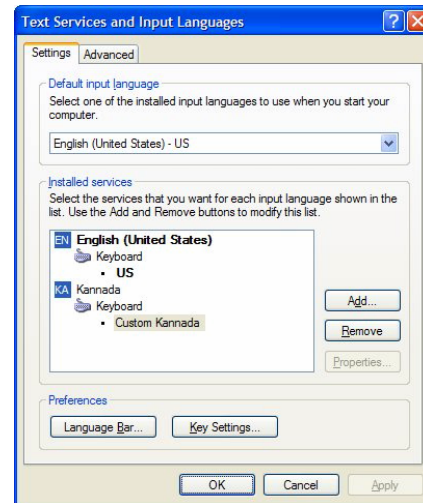 Text Services and Input Languages
Settings
Advanced
Default input language
Select one of the installed input languages to use when you start your
computer.
English (United States) - US
Installed services
Select the services that you want for each input language shown in the
list. Use the Add and Remove buttons to modify this list.
EN English (United States)
Keyboard
• US
KA Kannada
Keyboard
• Custom Kannada
Add...
Remove
Properties...
Preferences
Language Bar...
Key Settings...
OK
Cancel
Apply